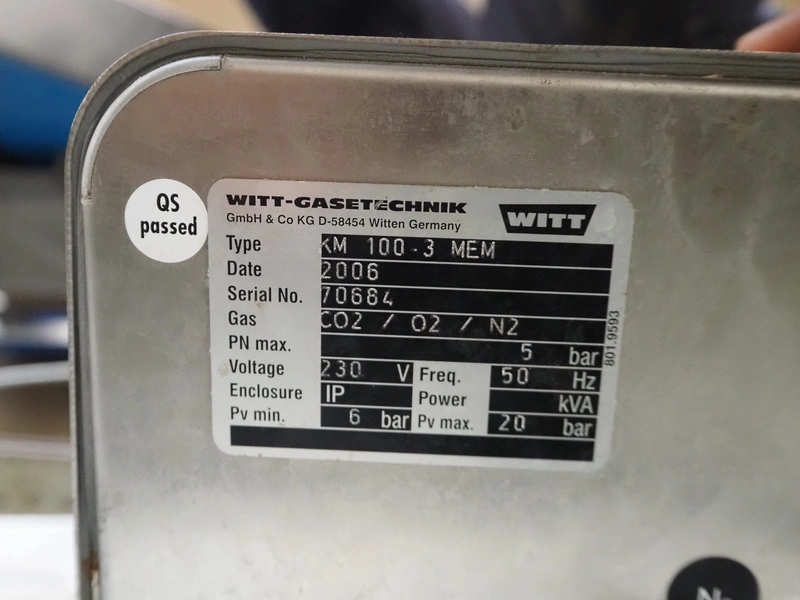 QS
passed
WITT-GASETECHNIK
GmbH & Co KG D-58454 Witten Germany
WITT
Type KM 100-3 MEM
Date 2006
Serial No. 70684
Gas CO2 / O2 / N2
PN max. 5 bar
Voltage 230 V Freq. 50 Hz
Enclosure IP Power kVA
Pv min. 6 bar Pv max. 20 bar
801.9593